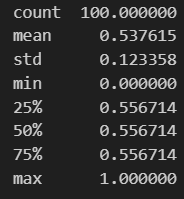 count 100.000000
mean 0.537615
std 0.123358
min 0.000000
25% 0.556714
50% 0.556714
75% 0.556714
max 1.000000